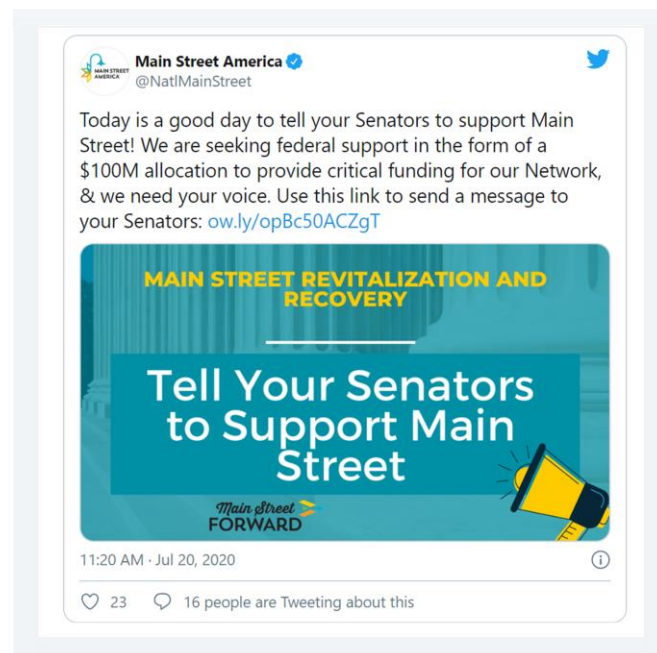 MAIN STREET
AMERICA
Main Street America
@NatlMainStreet
Today is a good day to tell your Senators to support Main
Street! We are seeking federal support in the form of a
$100M allocation to provide critical funding for our Network,
& we need your voice. Use this link to send a message to
your Senators: ow.ly/opBc50ACZgT
MAIN STREET REVITALIZATION AND
RECOVERY
Tell Your Senators
to Support Main
Street
Main Street
FORWARD
11:20 AM · Jul 20, 2020
23 16 people are Tweeting about this